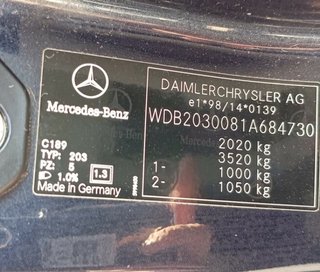 DAIMLERCHRYSLER AG
e1*98/14*0139
Mercedes-Benz
WDB2030081A684730
2020 kg
3520 kg
1- 1000 kg
2- 1050 kg
C189
TYP: 203
PZ: 5
1.0% 1.3
Made in Germany